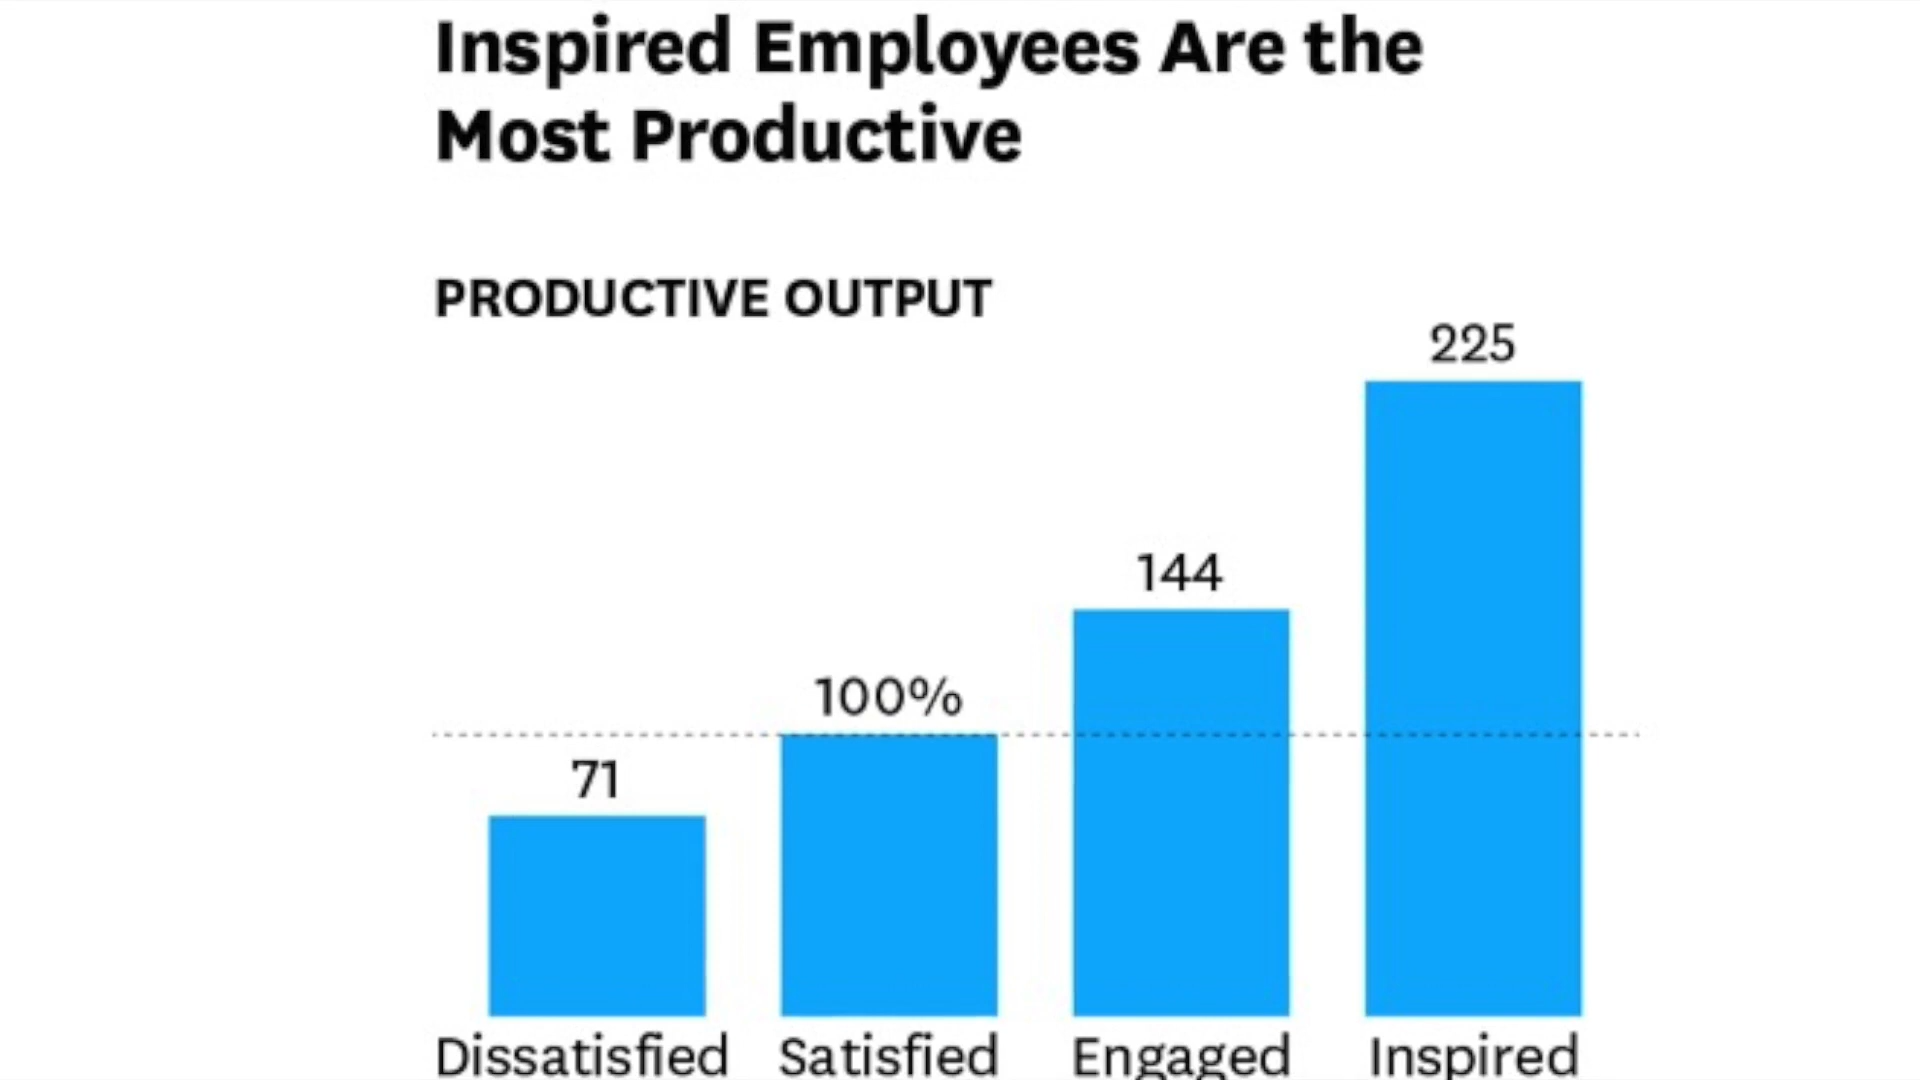 Inspired Employees Are the
Most Productive
PRODUCTIVE OUTPUT
225
144
100%
71
Dissatisfied Satisfied Engaged Inspired